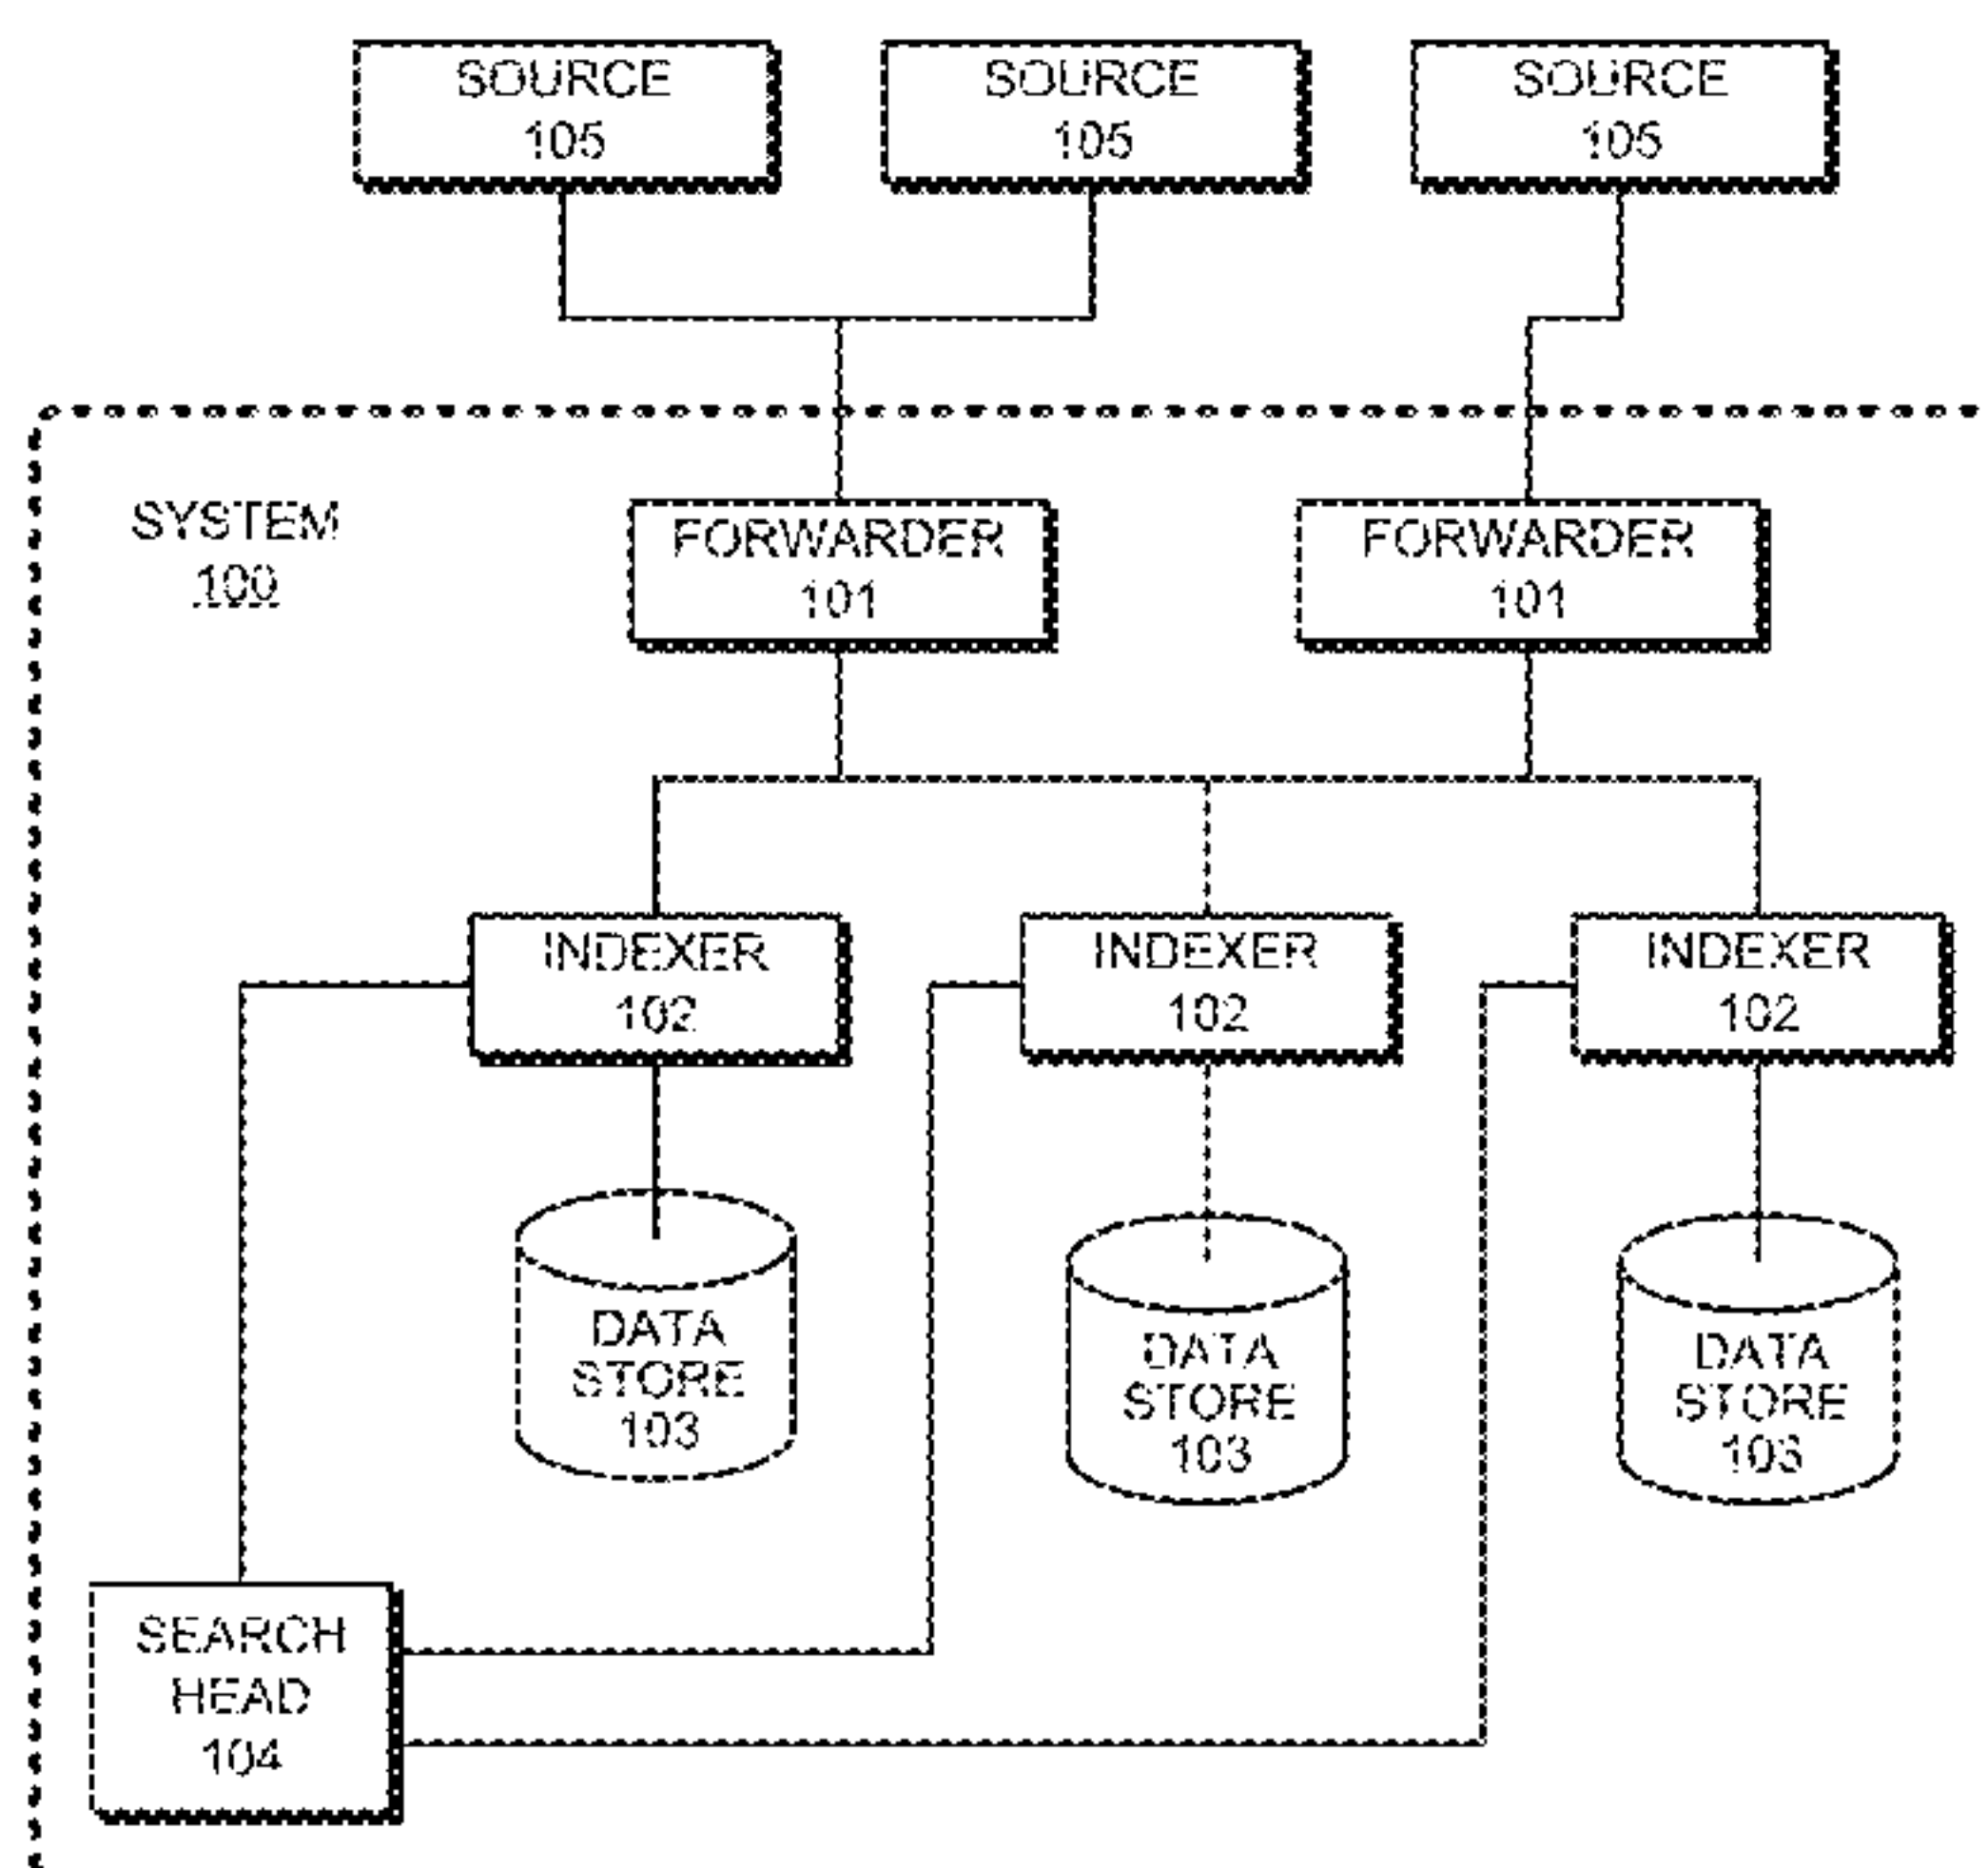 SOURCE
105
SOURCE
105
SOURCE
105
SYSTEM
100
FORWARDER
101
FORWARDER
101
INDEXER
102
INDEXER
102
INDEXER
102
DATA
STORE
103
DATA
STORE
103
DATA
STORE
103
SEARCH
HEAD
104